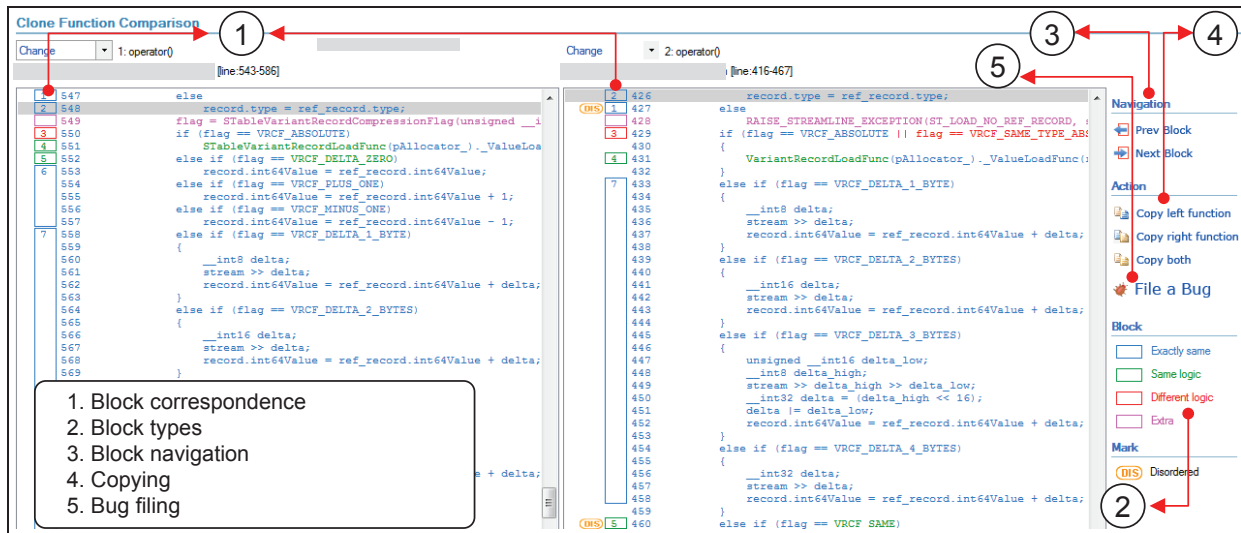 Clone Function Comparison
1
3
4
Change 1: operator()
Change 2: operator()
[line:543-586]
[line:416-467]
5
1 547 else
2 548 record.type = ref_record.type;
549 flag = STableVariantRecordCompressionFlag(unsigned __i
3 550 if (flag == VRCF_ABSOLUTE)
4 551 STableVariantRecordLoadFunc(pAllocator_)._ValueLoa
5 552 else if (flag == VRCF_DELTA_ZERO)
6 553 record.int64Value = ref_record.int64Value;
554 else if (flag == VRCF_PLUS_ONE)
555 record.int64Value = ref_record.int64Value + 1;
556 else if (flag == VRCF_MINUS_ONE)
557 record.int64Value = ref_record.int64Value - 1;
7 558 else if (flag == VRCF_DELTA_1_BYTE)
559 {
560 __int8 delta;
561 stream >> delta;
562 record.int64Value = ref_record.int64Value + delta;
563 }
564 else if (flag == VRCF_DELTA_2_BYTES)
565 {
566 __int16 delta;
567 stream >> delta;
568 record.int64Value = ref_record.int64Value + delta;
569 }
e + delta;
1. Block correspondence
2. Block types
3. Block navigation
4. Copying
5. Bug filing
2 426 record.type = ref_record.type;
DIS 1 427 else
428 RAISE_STREAMLINE_EXCEPTION(ST_LOAD_NO_REF_RECORD, s
3 429 if (flag == VRCF_ABSOLUTE || flag == VRCF_SAME_TYPE_ABS
430 {
4 431 VariantRecordLoadFunc(pAllocator_)._ValueLoadFunc(r
432 }
7 433 else if (flag == VRCF_DELTA_1_BYTE)
434 {
435 __int8 delta;
436 stream >> delta;
437 record.int64Value = ref_record.int64Value + delta;
438 }
439 else if (flag == VRCF_DELTA_2_BYTES)
440 {
441 __int16 delta;
442 stream >> delta;
443 record.int64Value = ref_record.int64Value + delta;
444 }
445 else if (flag == VRCF_DELTA_3_BYTES)
446 {
447 unsigned __int16 delta_low;
448 __int8 delta_high;
449 stream >> delta_high >> delta_low;
450 __int32 delta = (delta_high << 16);
451 delta |= delta_low;
452 record.int64Value = ref_record.int64Value + delta;
453 }
454 else if (flag == VRCF_DELTA_4_BYTES)
455 {
456 __int32 delta;
457 stream >> delta;
458 record.int64Value = ref_record.int64Value + delta;
459 }
DIS 5 460 else if (flag == VRCF_SAME)
Navigation
Prev Block
Next Block
Action
Copy left function
Copy right function
Copy both
File a Bug
Block
Exactly same
Same logic
Different logic
Extra
Mark
DIS Disordered
2